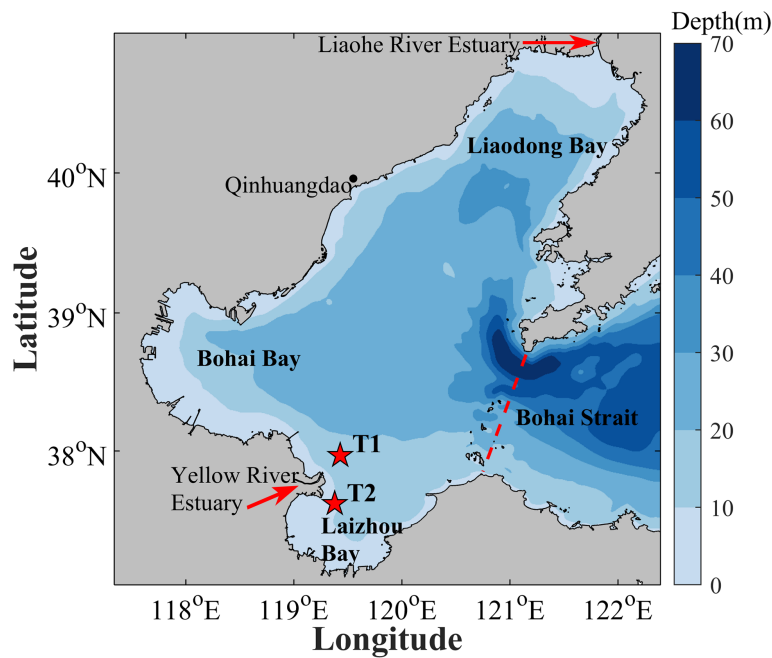 Depth(m)
Liaohe River Estuary
70
60
50
40
30
20
10
0
Liaodong Bay
Qinhuangdao
Bohai Bay
Bohai Strait
T1
Yellow River
Estuary
T2
Laizhou
Bay
40°N
39°N
38°N
Latitude
118°E 119°E 120°E 121°E 122°E
Longitude